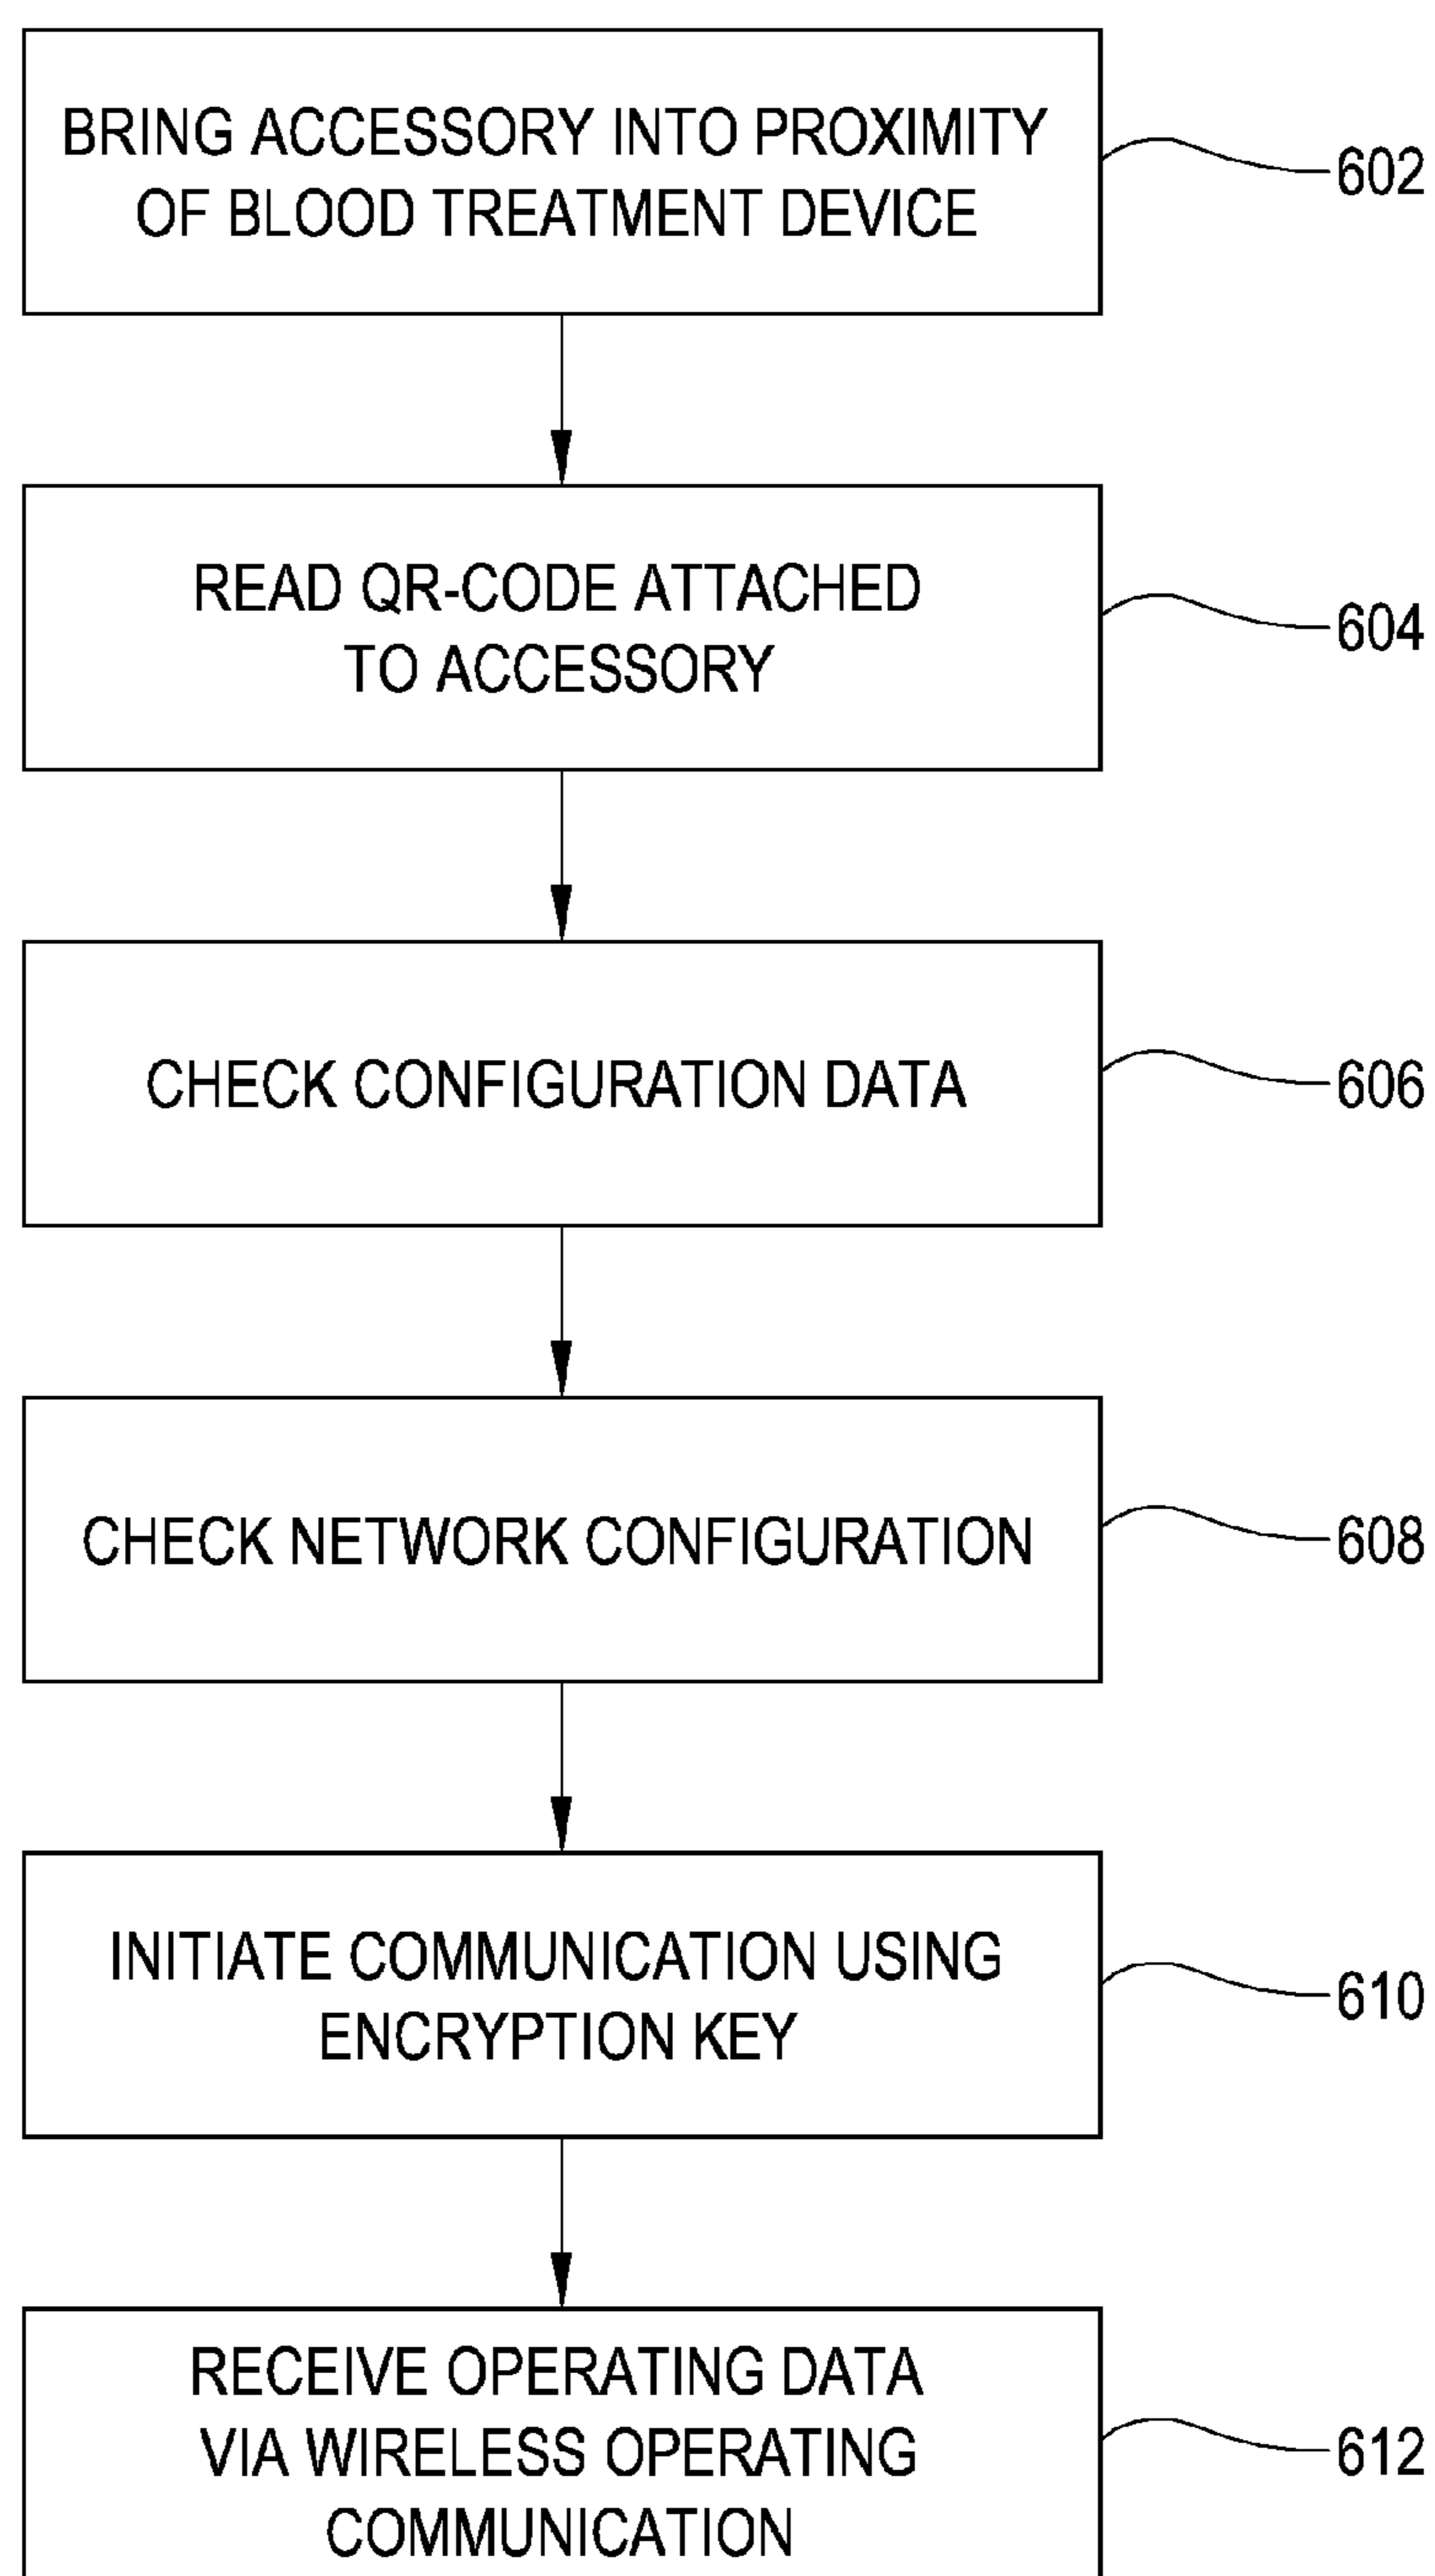 BRING ACCESSORY INTO PROXIMITY
OF BLOOD TREATMENT DEVICE
602
READ QR-CODE ATTACHED
TO ACCESSORY
604
CHECK CONFIGURATION DATA
606
CHECK NETWORK CONFIGURATION
608
INITIATE COMMUNICATION USING
ENCRYPTION KEY
610
RECEIVE OPERATING DATA
VIA WIRELESS OPERATING
COMMUNICATION
612